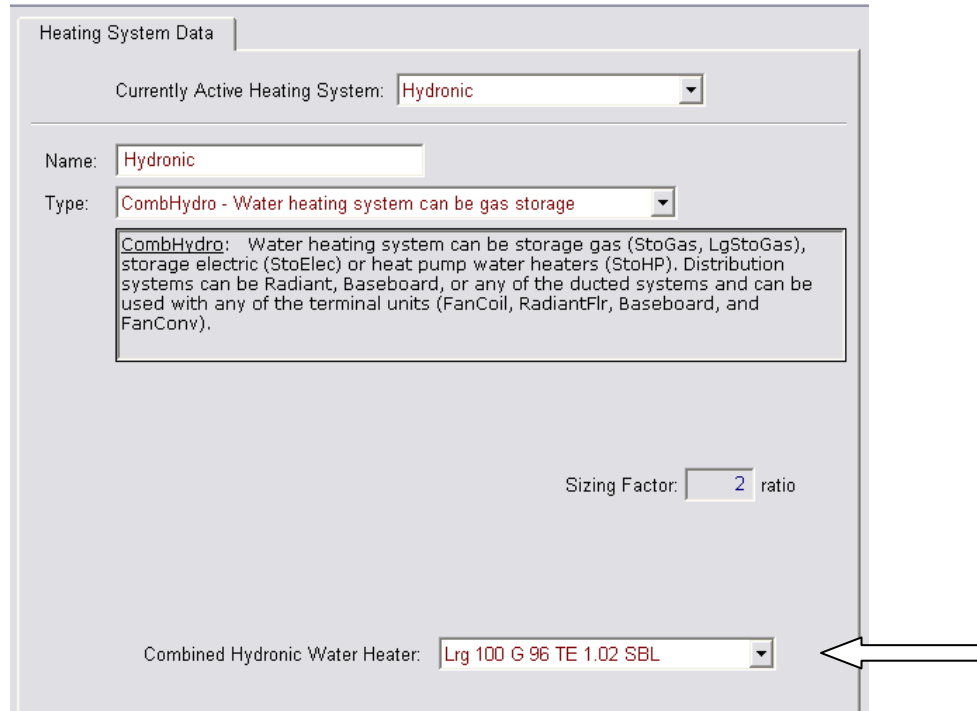 Heating System Data
Currently Active Heating System: Hydronic
Name: Hydronic
Type: CombHydro - Water heating system can be gas storage
CombHydro: Water heating system can be storage gas (StoGas, LgStoGas),
storage electric (StoElec) or heat pump water heaters (StoHP). Distribution
systems can be Radiant, Baseboard, or any of the ducted systems and can be
used with any of the terminal units (FanCoil, RadiantFlr, Baseboard, and
FanConv).
Sizing Factor: 2 ratio
Combined Hydronic Water Heater: Lrg 100 G 96 TE 1.02 SBL